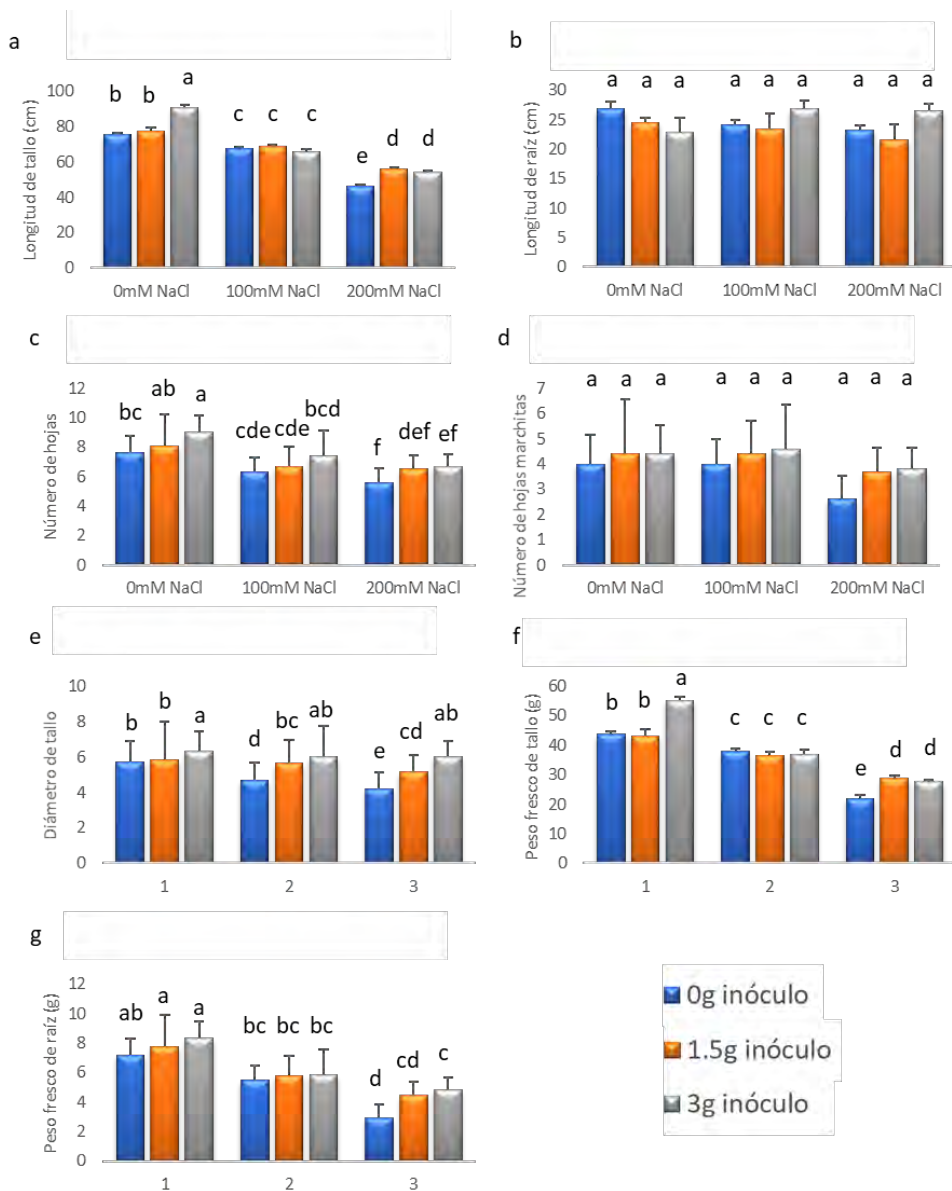 a
Longitud de tallo (cm)
100
80
60
40
20
0
b b a
c c c
e d d
0mM NaCl 100mM NaCl 200mM NaCl
b
Longitud de raíz (cm)
30
25
20
15
10
5
0
a a a
a a a
a a a
0mM NaCl 100mM NaCl 200mM NaCl
c
Número de hojas
12
10
8
6
4
2
0
bc ab a
cde cde bcd
f def ef
0mM NaCl 100mM NaCl 200mM NaCl
d
Número de hojas marchitas
7
6
5
4
3
2
1
0
a a a
a a a
a a a
0mM NaCl 100mM NaCl 200mM NaCl
e
Diámetro de tallo
10
8
6
4
2
0
b b a
d bc ab
e cd ab
1 2 3
f
Peso fresco de tallo (g)
60
50
40
30
20
10
0
b b a
c c c
e d d
1 2 3
g
Peso fresco de raíz (g)
12
10
8
6
4
2
0
ab a a
bc bc bc
d cd c
1 2 3
0g inóculo
1.5g inóculo
3g inóculo